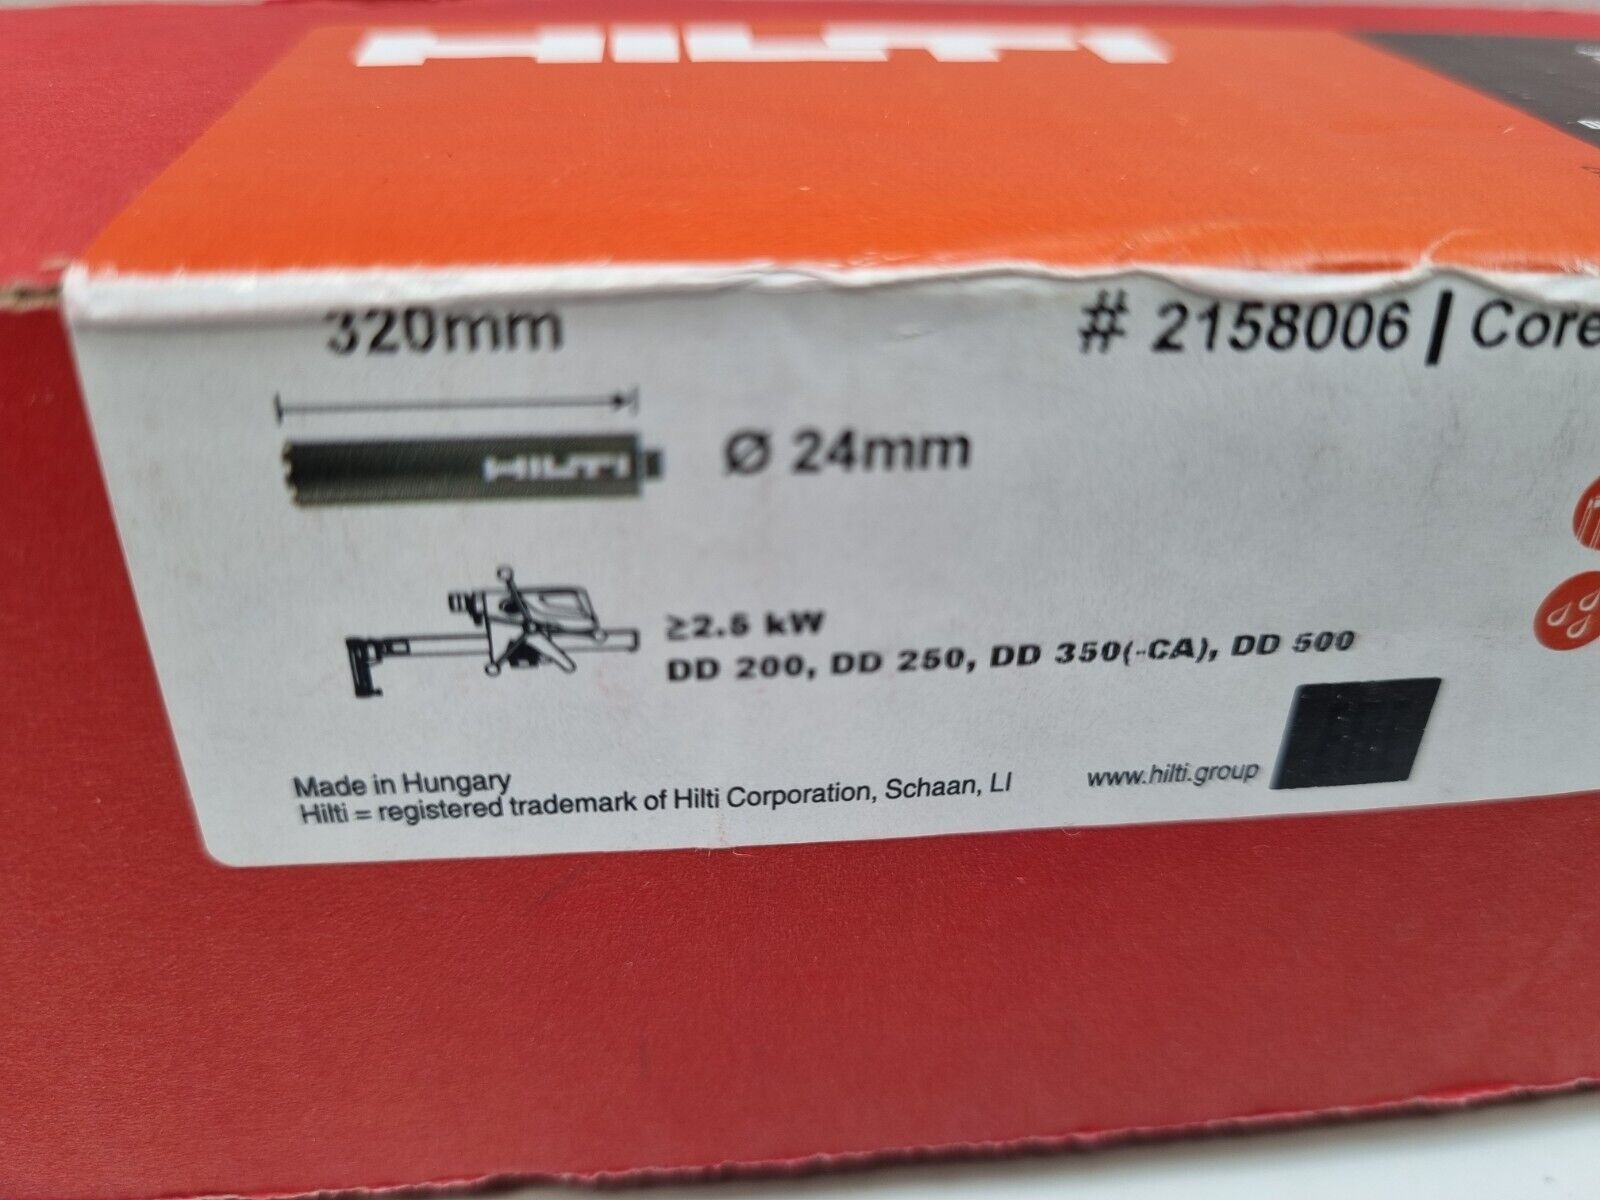 HILTI
320mm
# 2158006 | Core
HILTI
Ø 24mm
≥2.5 kW
DD 200, DD 250, DD 350(-CA), DD 500
Made in Hungary
Hilti = registered trademark of Hilti Corporation, Schaan, LI
www.hilti.group